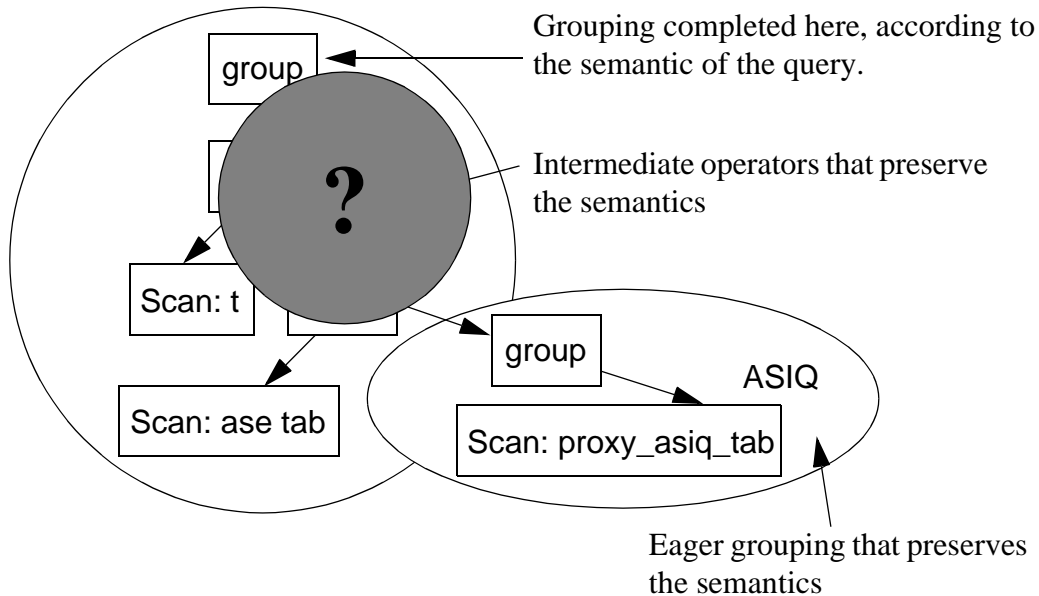 Grouping completed here, according to
the semantic of the query.
group
Intermediate operators that preserve
the semantics
?
Scan: t
group
ASIQ
Scan: ase tab
Scan: proxy_asiq_tab
Eager grouping that preserves
the semantics